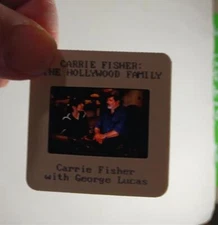 CARRIE FISHER:
THE HOLLYWOOD FAMILY
Carrie Fisher
with George Lucas